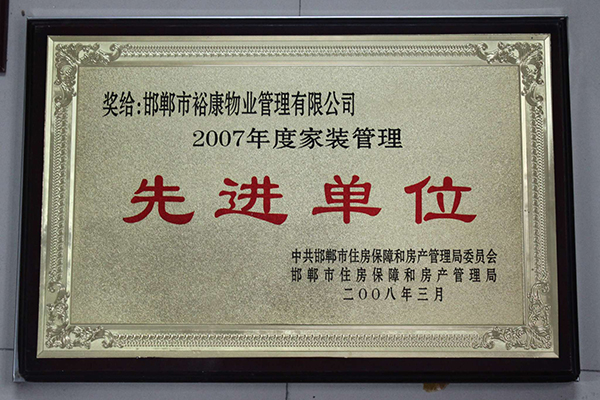 奖给:邯郸市裕康物业管理有限公司
2007年度家装管理
先进单位
中共邯郸市住房保障和房产管理局委员会
邯郸市住房保障和房产管理局
二00八年三月